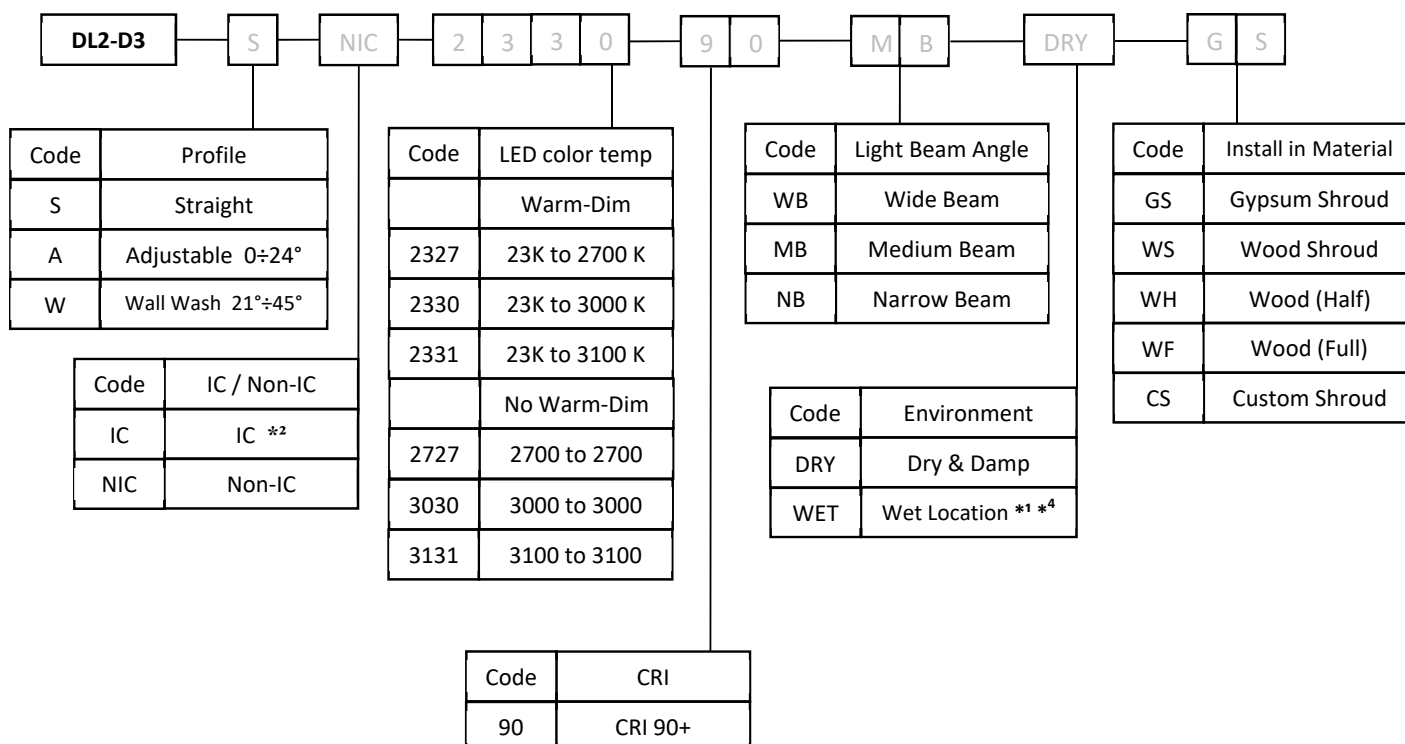 DL2-D3 S NIC 2 3 3 0 9 0 M B DRY G S
Code Profile
S Straight
A Adjustable 0÷24°
W Wall Wash 21°÷45°
Code IC / Non-IC
IC IC *²
NIC Non-IC
Code LED color temp
Warm-Dim
2327 23K to 2700 K
2330 23K to 3000 K
2331 23K to 3100 K
No Warm-Dim
2727 2700 to 2700
3030 3000 to 3000
3131 3100 to 3100
Code CRI
90 CRI 90+
Code Light Beam Angle
WB Wide Beam
MB Medium Beam
NB Narrow Beam
Code Environment
DRY Dry & Damp
WET Wet Location *¹ *⁴
Code Install in Material
GS Gypsum Shroud
WS Wood Shroud
WH Wood (Half)
WF Wood (Full)
CS Custom Shroud